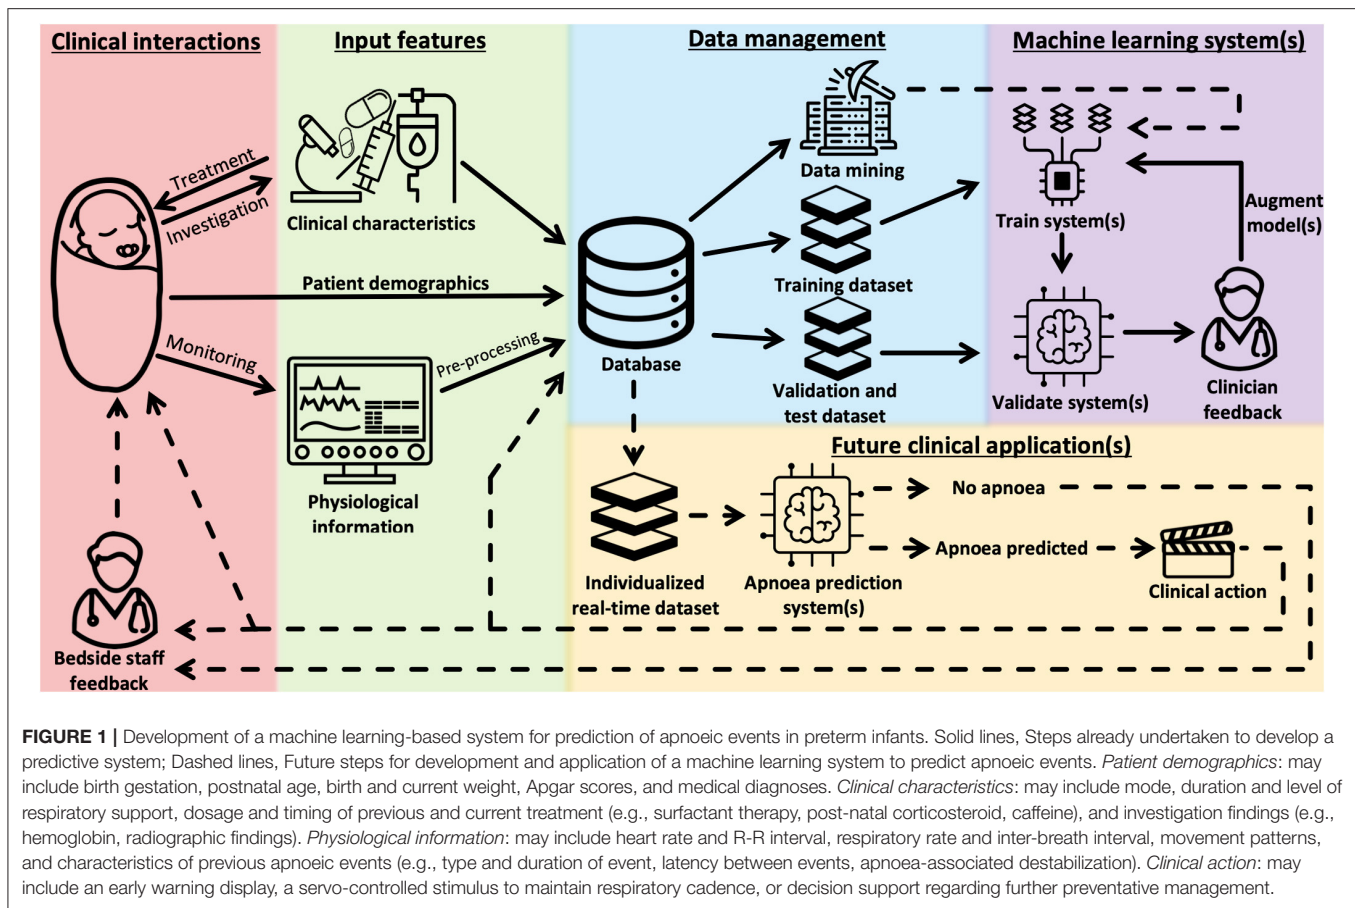 Clinical interactions
Input features
Data management
Machine learning system(s)
Treatment
Investigation
Clinical characteristics
Patient demographics
Monitoring
Pre-processing
Physiological
information
Bedside staff
feedback
Database
Data mining
Training dataset
Validation and
test dataset
Train system(s)
Augment
model(s)
Validate system(s)
Clinician
feedback
Future clinical application(s)
Individualized
real-time dataset
Apnoea prediction
system(s)
No apnoea
Apnoea predicted
Clinical action
FIGURE 1 | Development of a machine learning-based system for prediction of apnoeic events in preterm infants. Solid lines, Steps already undertaken to develop a
predictive system; Dashed lines, Future steps for development and application of a machine learning system to predict apnoeic events. Patient demographics: may
include birth gestation, postnatal age, birth and current weight, Apgar scores, and medical diagnoses. Clinical characteristics: may include mode, duration and level of
respiratory support, dosage and timing of previous and current treatment (e.g., surfactant therapy, post-natal corticosteroid, caffeine), and investigation findings (e.g.,
hemoglobin, radiographic findings). Physiological information: may include heart rate and R-R interval, respiratory rate and inter-breath interval, movement patterns,
and characteristics of previous apnoeic events (e.g., type and duration of event, latency between events, apnoea-associated destabilization). Clinical action: may
include an early warning display, a servo-controlled stimulus to maintain respiratory cadence, or decision support regarding further preventative management.